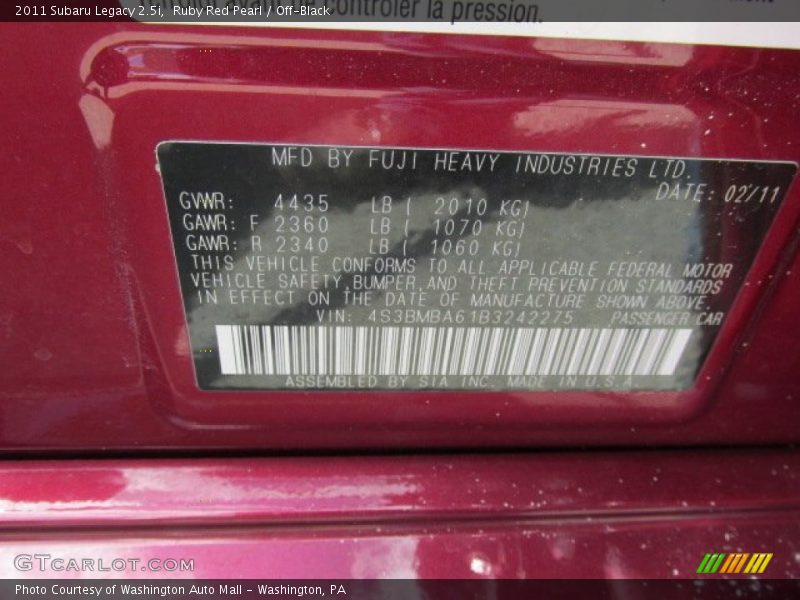 2011 Subaru Legacy 2.5i, Ruby Red Pearl / Off-Black
contrôler la pression.
MFD BY FUJI HEAVY INDUSTRIES LTD.
DATE: 02/11
GVWR: 4435 LB ( 2010 KG)
GAWR: F 2360 LB ( 1070 KG)
GAWR: R 2340 LB ( 1060 KG)
THIS VEHICLE CONFORMS TO ALL APPLICABLE FEDERAL MOTOR
VEHICLE SAFETY, BUMPER, AND THEFT PREVENTION STANDARDS
IN EFFECT ON THE DATE OF MANUFACTURE SHOWN ABOVE.
VIN: 4S3BMBA61B3242275 PASSENGER CAR
ASSEMBLED BY SIA INC. MADE IN U.S.A.
GTcarlot.com
Photo Courtesy of Washington Auto Mall - Washington, PA